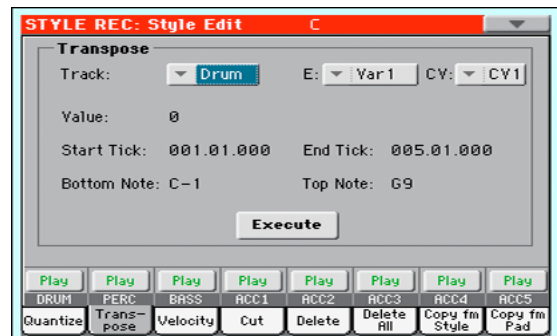 STYLE REC: Style Edit C
Transpose
Track: Drum E: Var1 CV: CV1
Value: 0
Start Tick: 001.01.000 End Tick: 005.01.000
Bottom Note: C-1 Top Note: G9
Execute
Play Play Play Play Play Play Play Play
DRUM PERC BASS ACC1 ACC2 ACC3 ACC4 ACC5
Quantize Trans-pose Velocity Cut Delete Delete All Copy fm Style Copy fm Pad